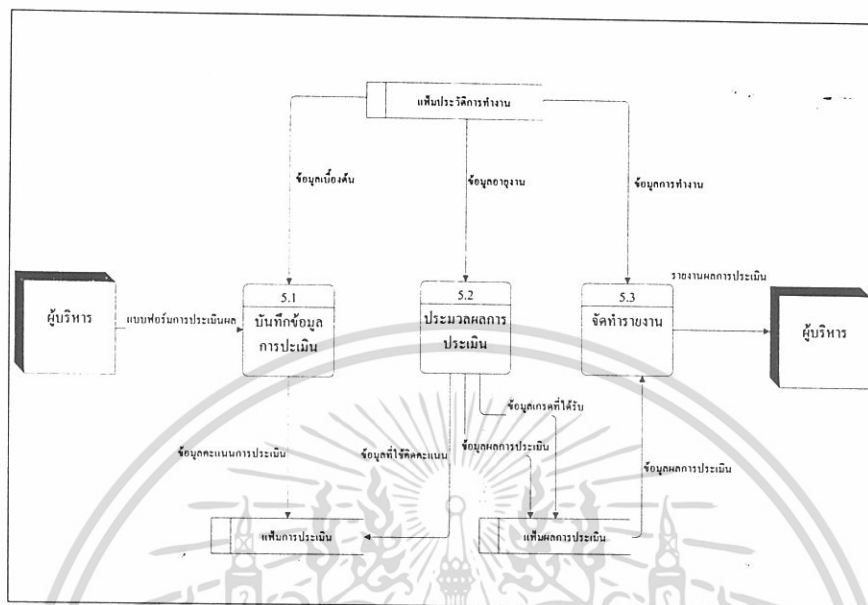 แฟ้มประวัติการทำงาน
ข้อมูลเบื้องต้น
ข้อมูลอายุงาน
ข้อมูลการทำงาน
รายงานผลการประเมิน
ผู้บริหาร
แบบฟอร์มการประเมินผล
5.1
บันทึกข้อมูล
การปะเมิน
5.2
ประมวลผลการ
ประเมิน
5.3
จัดทำรายงาน
ผู้บริหาร
ข้อมูลเกรดที่ได้รับ
ข้อมูลคะแนนการประเมิน
ข้อมูลที่ใช้คิดคะแนน
ข้อมูลผลการประเมิน
ข้อมูลผลการประเมิน
แฟ้มการประเมิน
แฟ้มผลการประเมิน